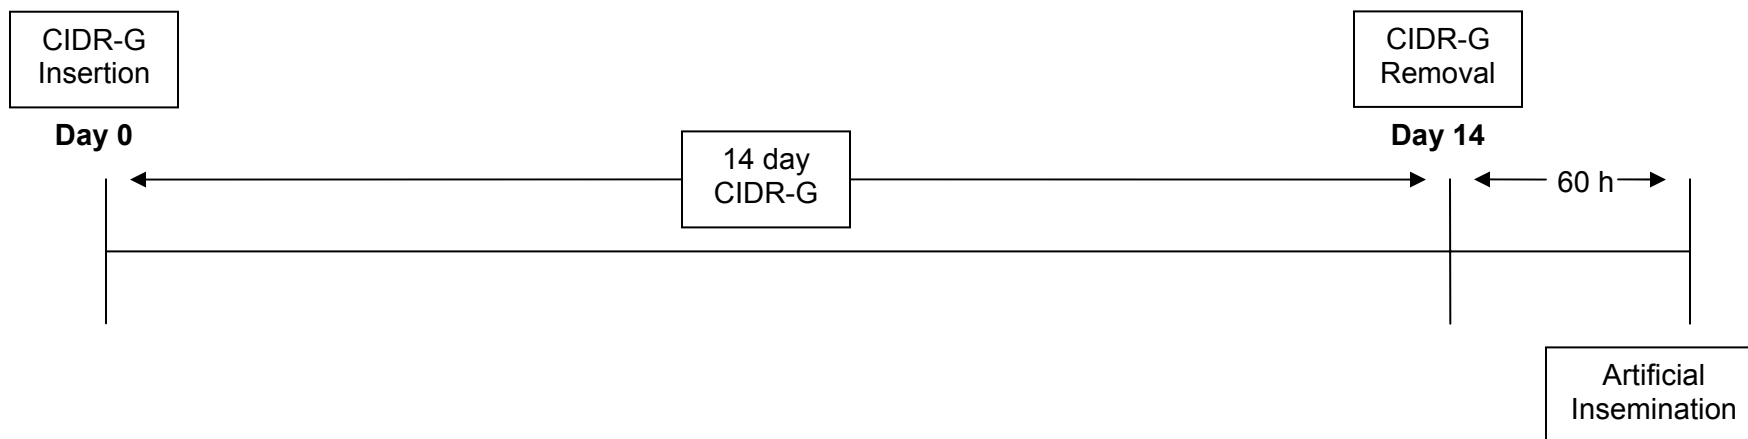 CIDR-G
Insertion
CIDR-G
Removal
Day 0
Day 14
14 day
CIDR-G
60 h
Artificial
Insemination